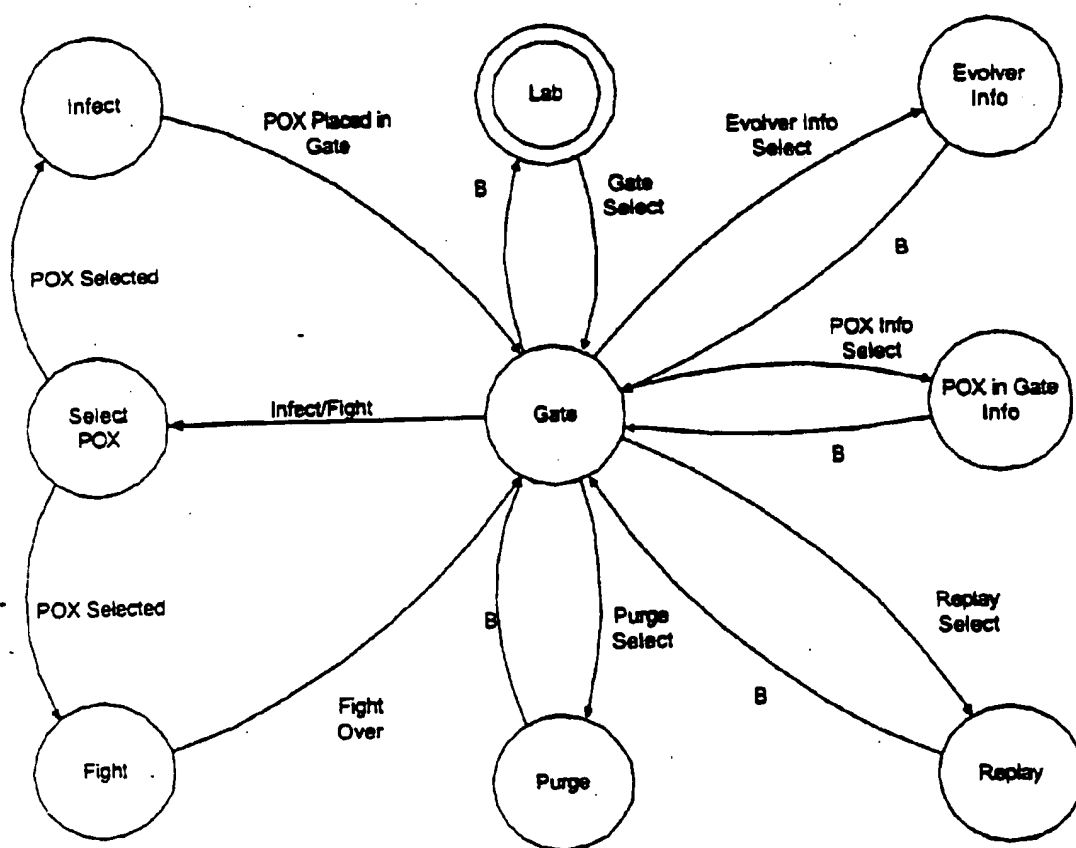 Infect
Lab
Evolver
Info
POX Placed in
Gate
Evolver Info
Select
B
Gate
Select
B
POX Selected
POX Info
Select
Select
POX
Infect/Fight
Gate
POX in Gate
Info
B
POX Selected
B
Purge
Select
Replay
Select
Fight
Over
B
Fight
Purge
Replay